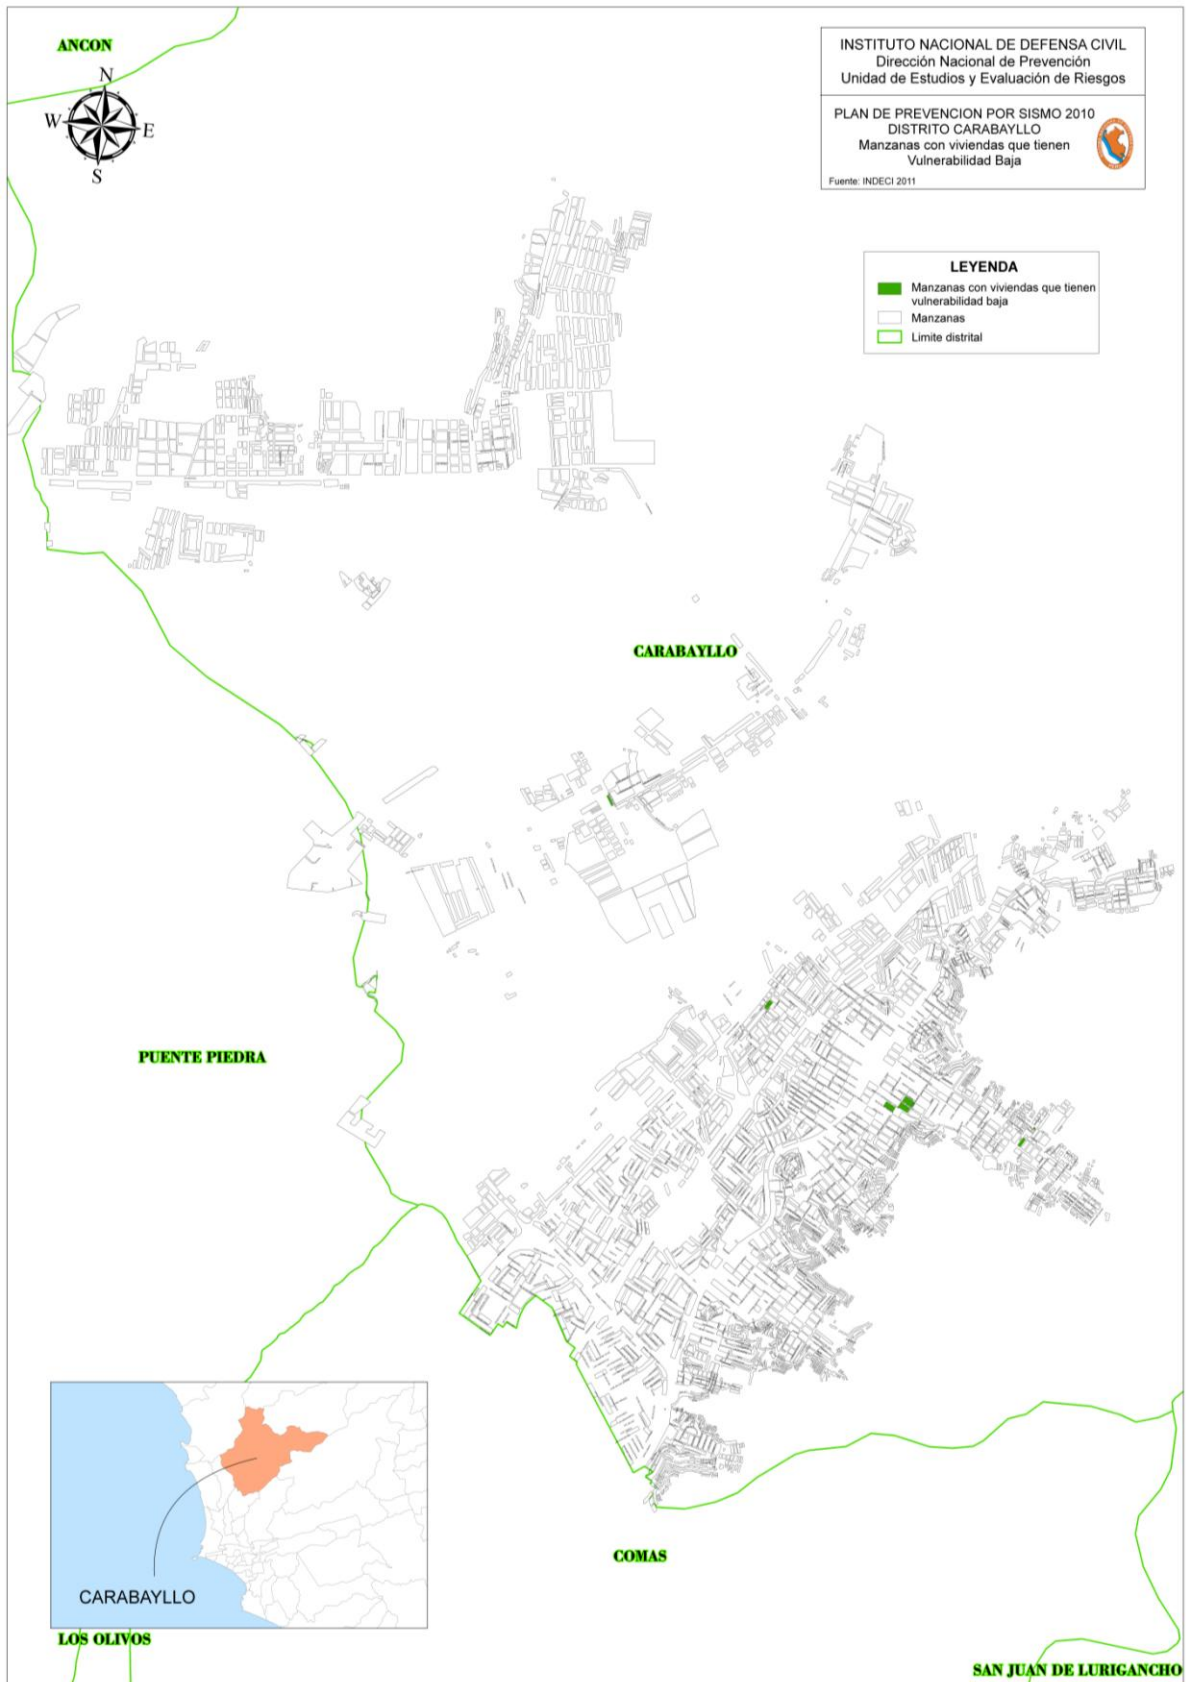 ANCON
N
W
E
S
INSTITUTO NACIONAL DE DEFENSA CIVIL
Dirección Nacional de Prevención
Unidad de Estudios y Evaluación de Riesgos
PLAN DE PREVENCION POR SISMO 2010
DISTRITO CARABAYLLO
Manzanas con viviendas que tienen
Vulnerabilidad Baja
Fuente: INDECI 2011
LEYENDA
Manzanas con viviendas que tienen
vulnerabilidad baja
Manzanas
Limite distrital
CARABAYLLO
PUENTE PIEDRA
COMAS
CARABAYLLO
LOS OLIVOS
SAN JUAN DE LURIGANCHO